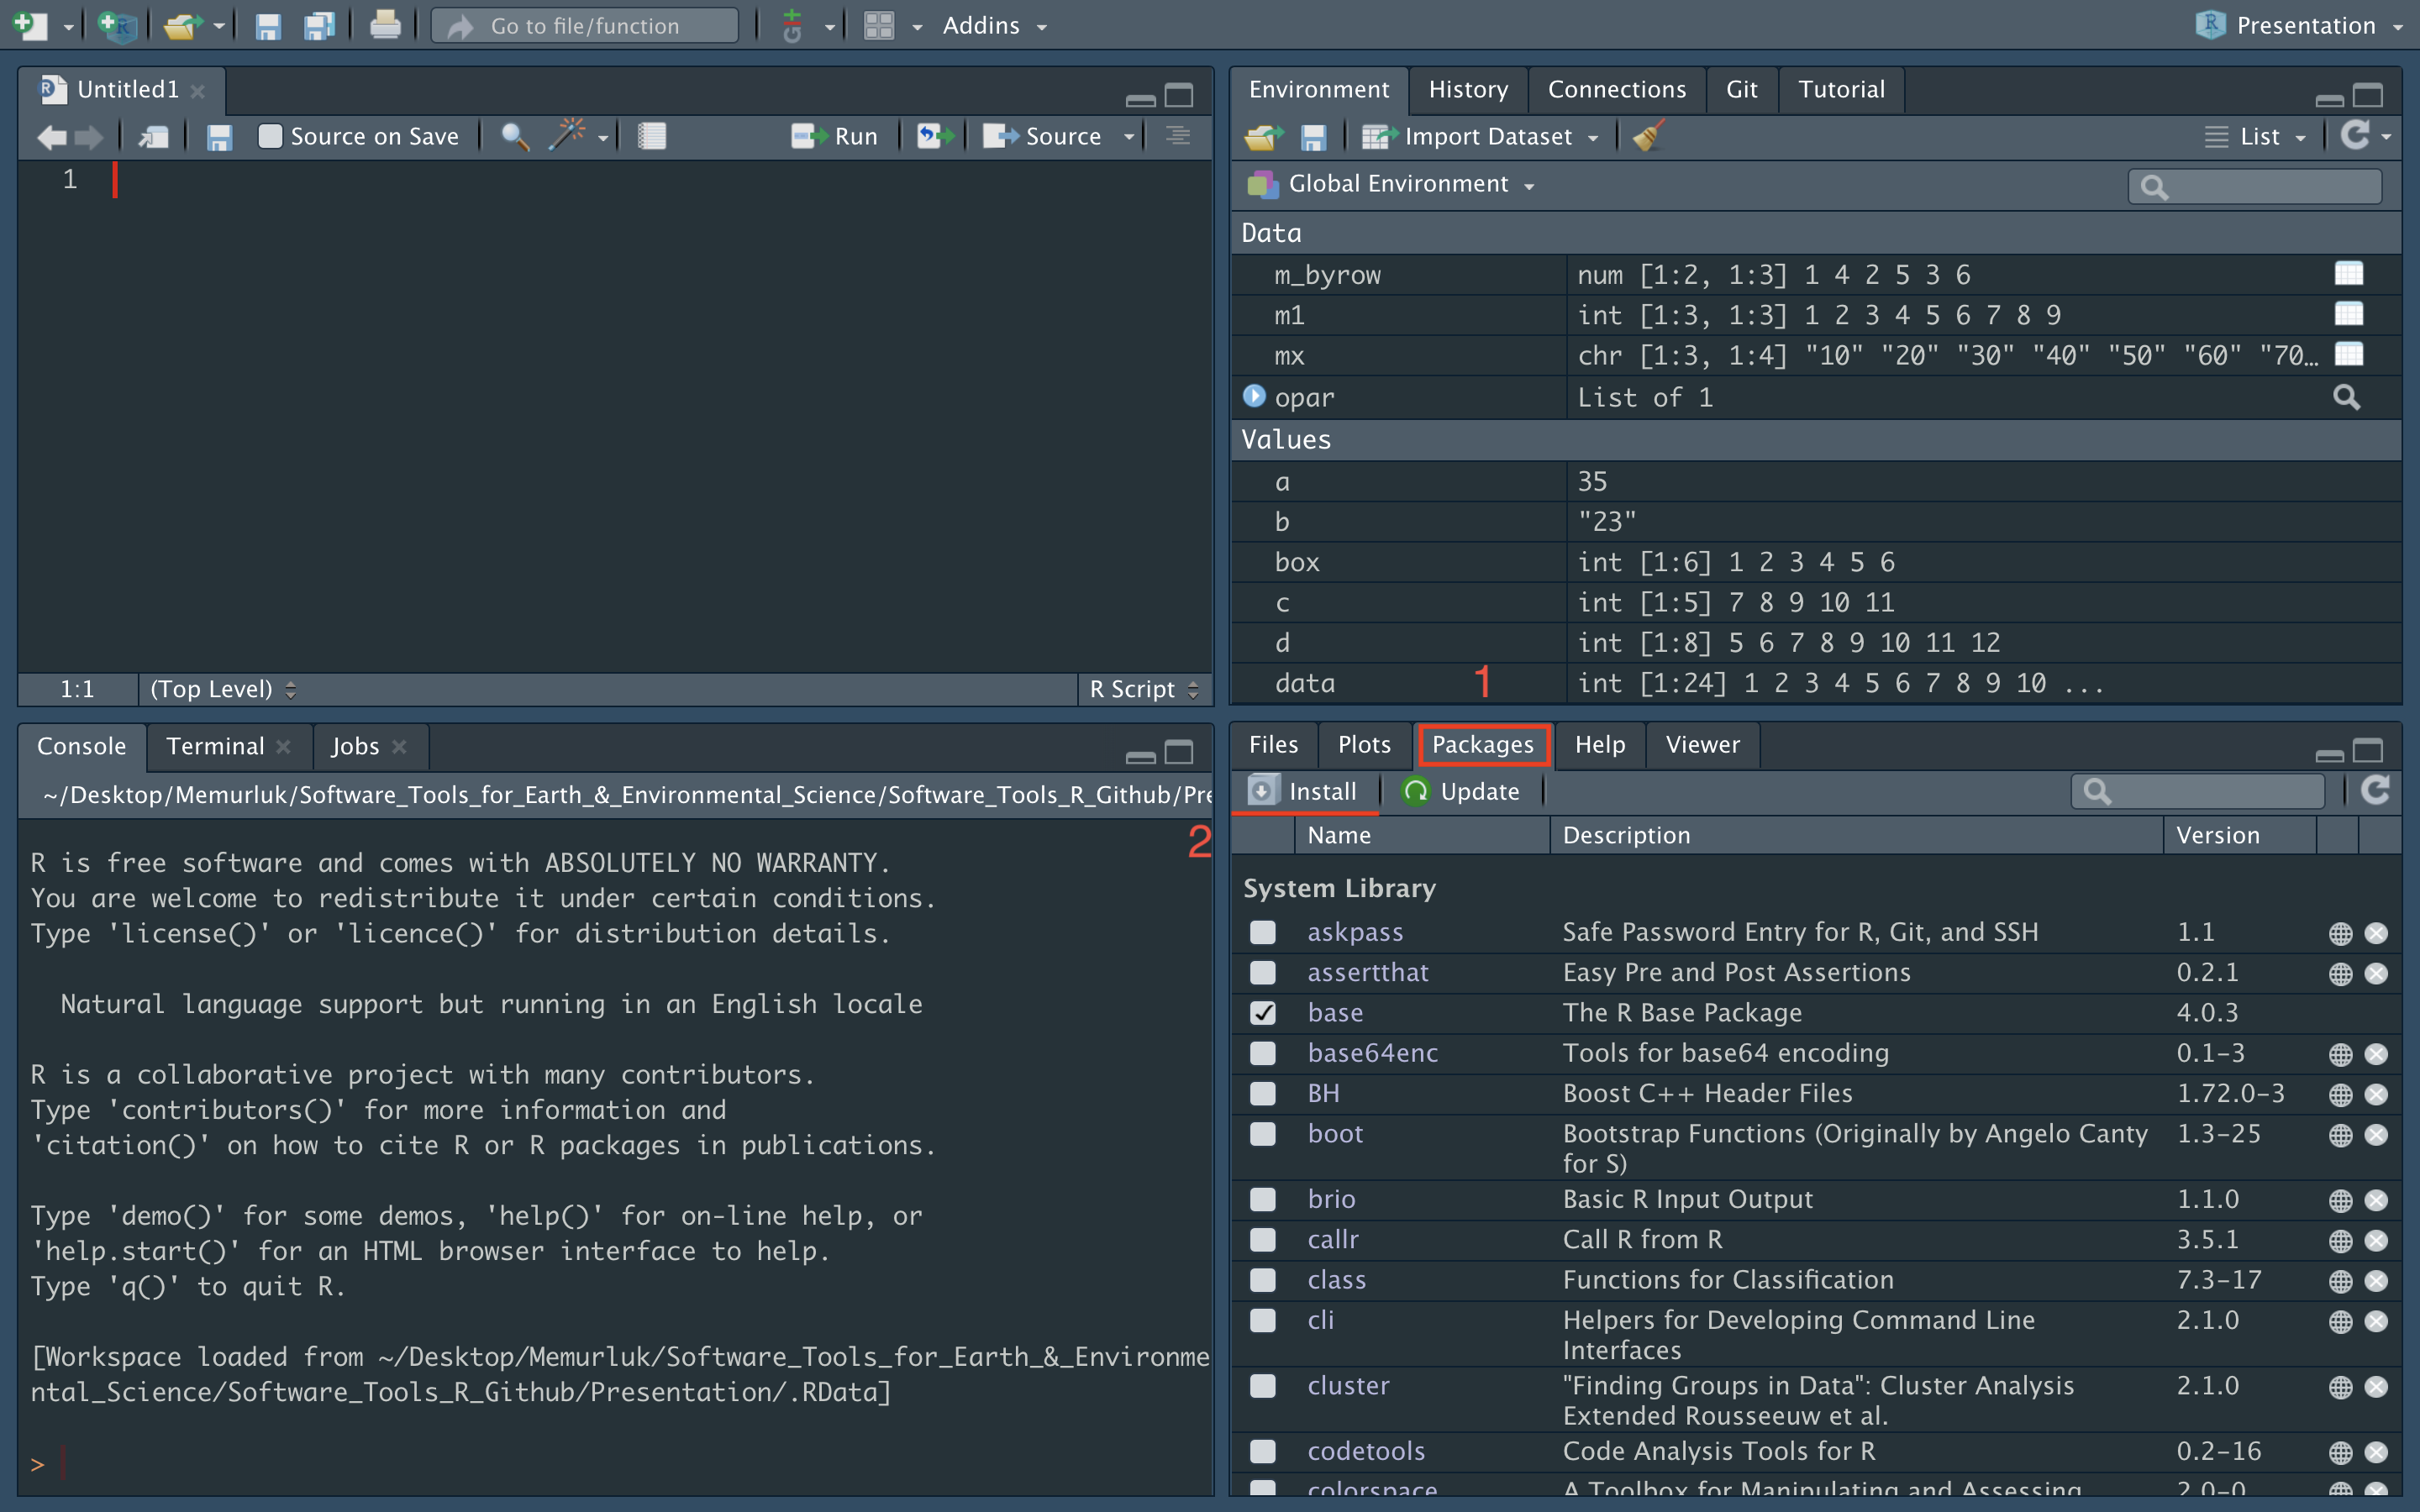 Go to file/function
Git
Addins
Presentation
Untitled1
Source on Save
Run
Source
1
1:1
(Top Level)
R Script
Console
Terminal
Jobs
~/Desktop/Memurluk/Software_Tools_for_Earth_&_Environmental_Science/Software_Tools_R_Github/Pre
2
R is free software and comes with ABSOLUTELY NO WARRANTY.
You are welcome to redistribute it under certain conditions.
Type 'license()' or 'licence()' for distribution details.
Natural language support but running in an English locale
R is a collaborative project with many contributors.
Type 'contributors()' for more information and
'citation()' on how to cite R or R packages in publications.
Type 'demo()' for some demos, 'help()' for on-line help, or
'help.start()' for an HTML browser interface to help.
Type 'q()' to quit R.
[Workspace loaded from ~/Desktop/Memurluk/Software_Tools_for_Earth_&_Environme
ntal_Science/Software_Tools_R_Github/Presentation/.RData]
>
Environment
History
Connections
Git
Tutorial
Import Dataset
List
Global Environment
Data
m_byrow num [1:2, 1:3] 1 4 2 5 3 6
m1 int [1:3, 1:3] 1 2 3 4 5 6 7 8 9
mx chr [1:3, 1:4] "10" "20" "30" "40" "50" "60" "70…
opar List of 1
Values
a 35
b "23"
box int [1:6] 1 2 3 4 5 6
c int [1:5] 7 8 9 10 11
d int [1:8] 5 6 7 8 9 10 11 12
data int [1:24] 1 2 3 4 5 6 7 8 9 10 ...
1
Files
Plots
Packages
Help
Viewer
Install
Update
Name Description Version
System Library
askpass Safe Password Entry for R, Git, and SSH 1.1
assertthat Easy Pre and Post Assertions 0.2.1
base The R Base Package 4.0.3
base64enc Tools for base64 encoding 0.1-3
BH Boost C++ Header Files 1.72.0-3
boot Bootstrap Functions (Originally by Angelo Canty 1.3-25
for S)
brio Basic R Input Output 1.1.0
callr Call R from R 3.5.1
class Functions for Classification 7.3-17
cli Helpers for Developing Command Line 2.1.0
Interfaces
cluster "Finding Groups in Data": Cluster Analysis 2.1.0
Extended Rousseeuw et al.
codetools Code Analysis Tools for R 0.2-16
colorspace A Toolbox for Manipulating and Assessing 2.0-0